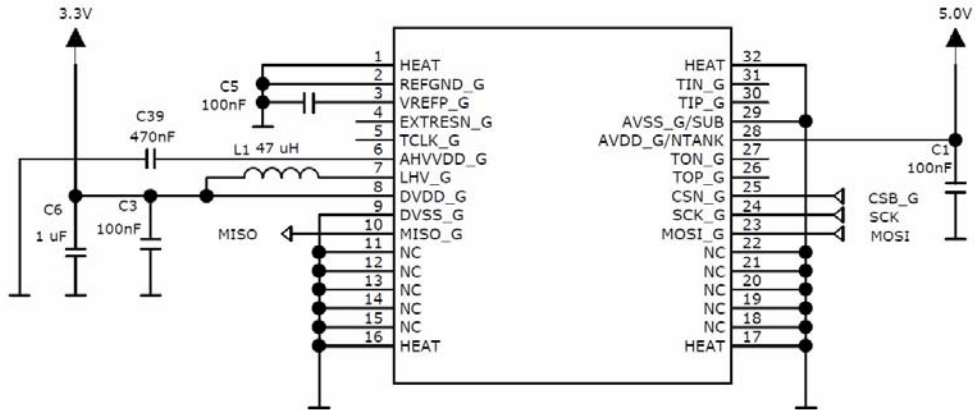 3.3V
5.0V
1 HEAT
2 REFGND_G
C5
100nF
3 VREFP_G
4 EXTRESN_G
5 TCLK_G
C39
470nF
6 AHVVDD_G
L1 47 uH
7 LHV_G
8 DVDD_G
C6
1 uF
C3
100nF
9 DVSS_G
MISO
10 MISO_G
11 NC
12 NC
13 NC
14 NC
15 NC
16 HEAT
HEAT 32
TIN_G 31
TIP_G 30
AVSS_G/SUB 29
AVDD_G/NTANK 28
C1
100nF
TON_G 27
TOP_G 26
CSN_G 25
CSB_G
SCK_G 24
SCK
MOSI_G 23
MOSI
NC 22
NC 21
NC 20
NC 19
NC 18
HEAT 17